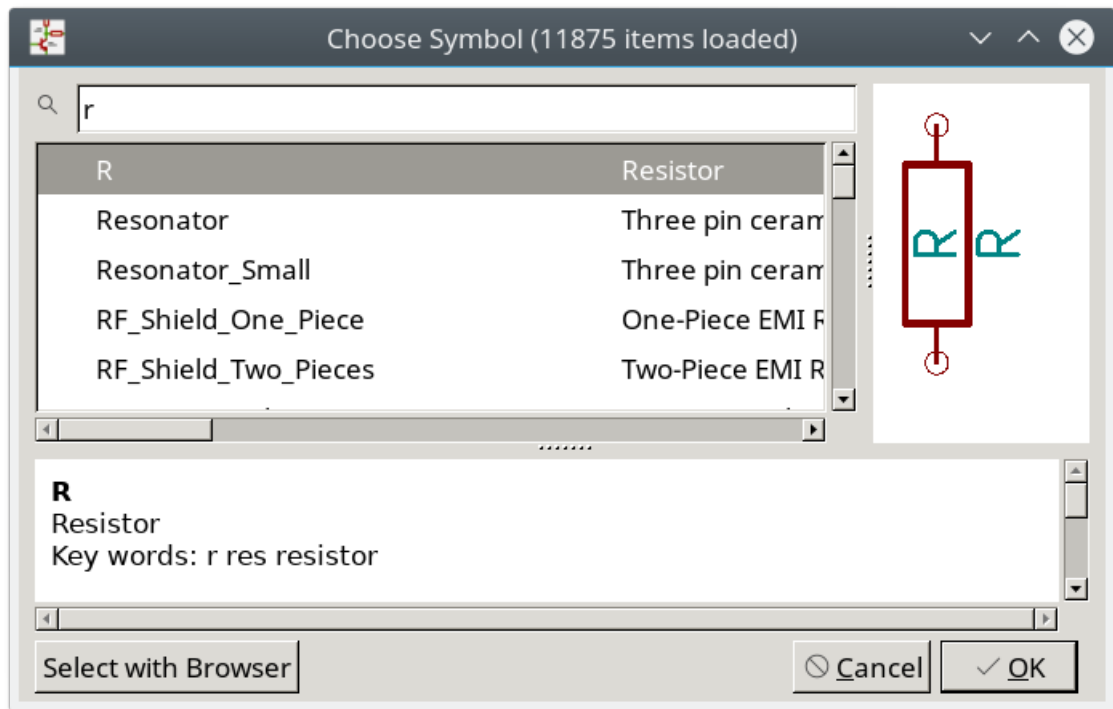 Choose Symbol (11875 items loaded)
r
R Resistor
Resonator Three pin ceram
Resonator_Small Three pin ceram
RF_Shield_One_Piece One-Piece EMI R
RF_Shield_Two_Pieces Two-Piece EMI R
R R
R
Resistor
Key words: r res resistor
Select with Browser Cancel OK